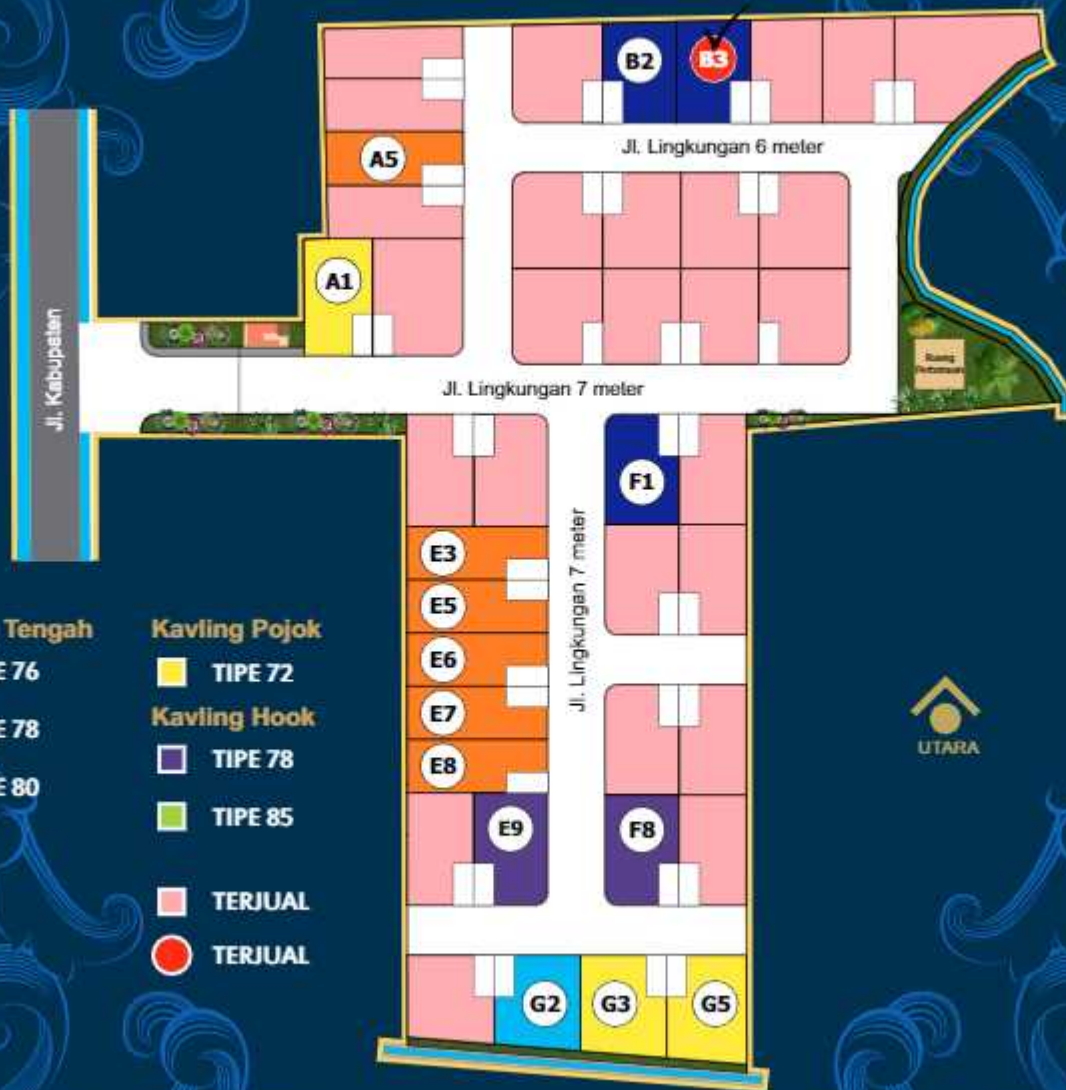 B2
B3
Jl. Lingkungan 6 meter
A5
A1
Jl. Kabupaten
Ruang
Jl. Lingkungan 7 meter
F1
Jl. Lingkungan 7 meter
E3
E5
E6
E7
E8
E9
F8
G2
G3
G5
Tengah
E 76
E 78
E 80
Kavling Pojok
TIPE 72
Kavling Hook
TIPE 78
TIPE 85
TERJUAL
TERJUAL
UTARA